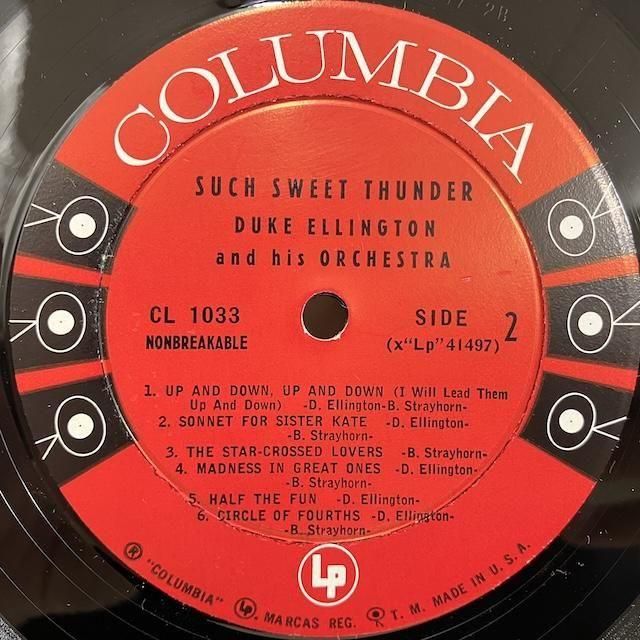 COLUMBIA
SUCH SWEET THUNDER
DUKE ELLINGTON
and his ORCHESTRA
CL 1033
NONBREAKABLE
SIDE 2
(x"Lp"41497)
1. UP AND DOWN, UP AND DOWN (I Will Lead Them
Up And Down) -D. Ellington-B. Strayhorn-
2. SONNET FOR SISTER KATE -D. Ellington-
-B. Strayhorn-
3. THE STAR-CROSSED LOVERS -B. Strayhorn-
4. MADNESS IN GREAT ONES -D. Ellington-
-B. Strayhorn-
5. HALF THE FUN -D. Ellington-
6. CIRCLE OF FOURTHS -D. Ellington-
-B. Strayhorn-
LP
® "COLUMBIA" LP. MARCAS REG. T. M. MADE IN U. S. A.